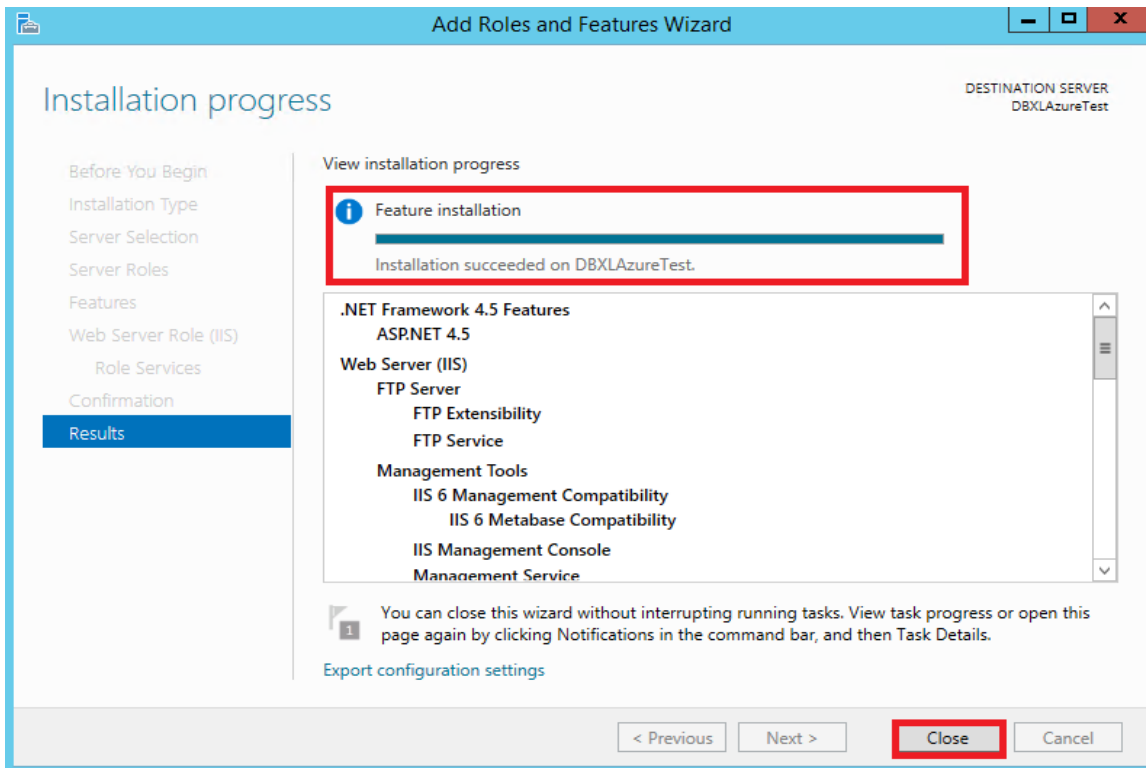 Add Roles and Features Wizard
Installation progress
DESTINATION SERVER
DBXLAzureTest
Before You Begin
Installation Type
Server Selection
Server Roles
Features
Web Server Role (IIS)
Role Services
Confirmation
Results
View installation progress
Feature installation
Installation succeeded on DBXLAzureTest.
.NET Framework 4.5 Features
ASP.NET 4.5
Web Server (IIS)
FTP Server
FTP Extensibility
FTP Service
Management Tools
IIS 6 Management Compatibility
IIS 6 Metabase Compatibility
IIS Management Console
Management Service
1
You can close this wizard without interrupting running tasks. View task progress or open this
page again by clicking Notifications in the command bar, and then Task Details.
Export configuration settings
< Previous
Next >
Close
Cancel